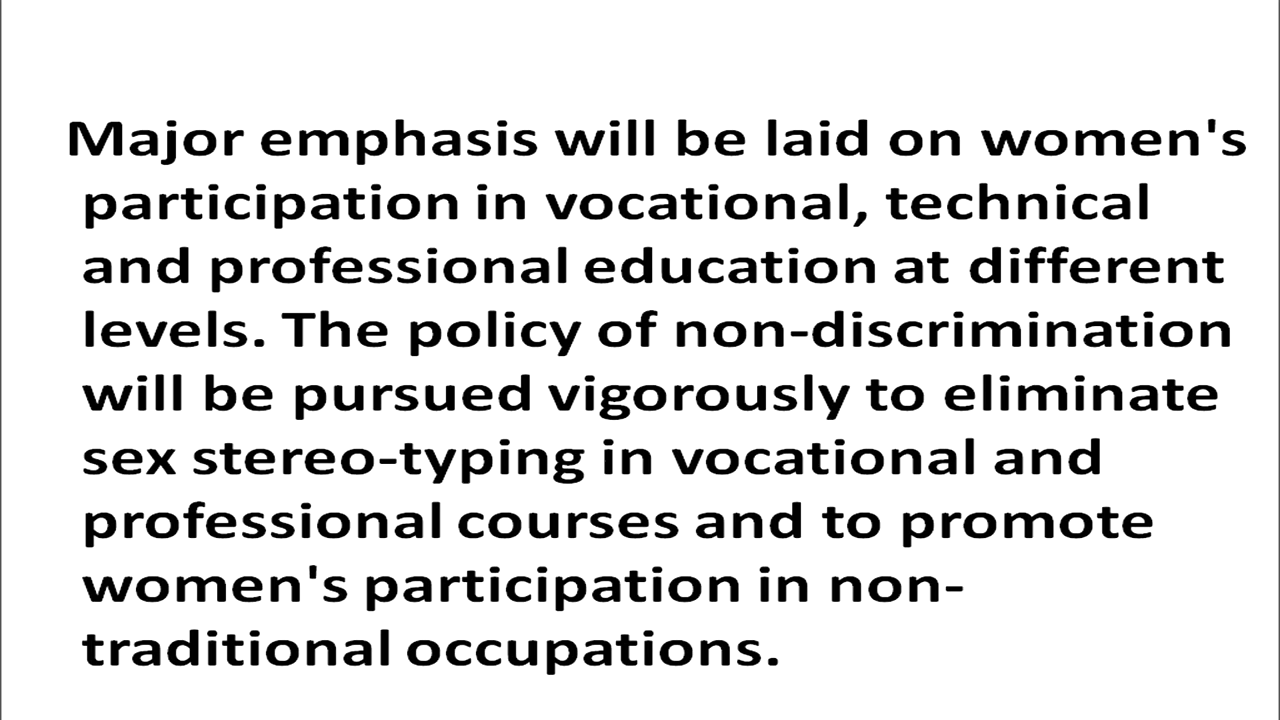 Major emphasis will be laid on women's
participation in vocational, technical
and professional education at different
levels. The policy of non-discrimination
will be pursued vigorously to eliminate
sex stereo-typing in vocational and
professional courses and to promote
women's participation in non-
traditional occupations.